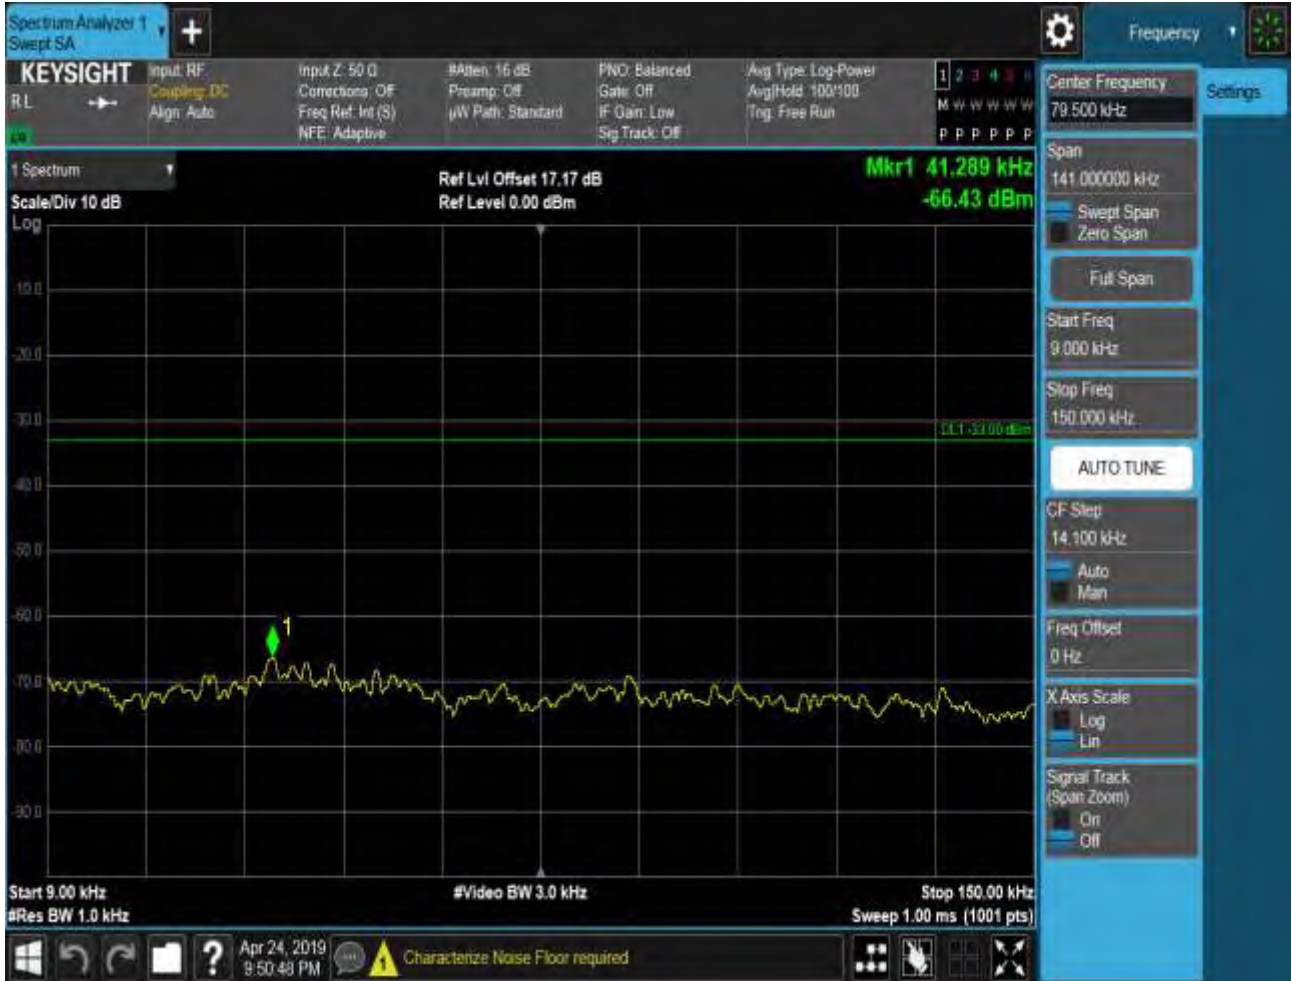 Spectrum Analyzer 1
Swept SA
+
Frequency
KEYSIGHT
RL
Input: RF
Coupling: DC
Align: Auto
Input Z: 50 Ω
Corrections: Off
Freq Ref: Int (S)
NFE: Adaptive
#Atten: 16 dB
Preamp: Off
µW Path: Standard
PNO: Balanced
Gate: Off
IF Gain: Low
Sig Track: Off
Avg Type: Log-Power
Avg|Hold: 100/100
Trig: Free Run
1 2 3 4 5 6
M W W W W W
P P P P P P
1 Spectrum
Scale/Div 10 dB
Log
Ref Lvl Offset 17.17 dB
Ref Level 0.00 dBm
Mkr1 41.289 kHz
-66.43 dBm
-10.0
-20.0
-30.0
DL1 -33.00 dBm
-40.0
-50.0
-60.0
1
-70.0
-80.0
-90.0
Start 9.00 kHz
#Video BW 3.0 kHz
Stop 150.00 kHz
#Res BW 1.0 kHz
Sweep 1.00 ms (1001 pts)
Center Frequency
79.500 kHz
Settings
Span
141.000000 kHz
Swept Span
Zero Span
Full Span
Start Freq
9.000 kHz
Stop Freq
150.000 kHz
AUTO TUNE
CF Step
14.100 kHz
Auto
Man
Freq Offset
0 Hz
X Axis Scale
Log
Lin
Signal Track
(Span Zoom)
On
Off
?
Apr 24, 2019
9:50:48 PM
Characterize Noise Floor required